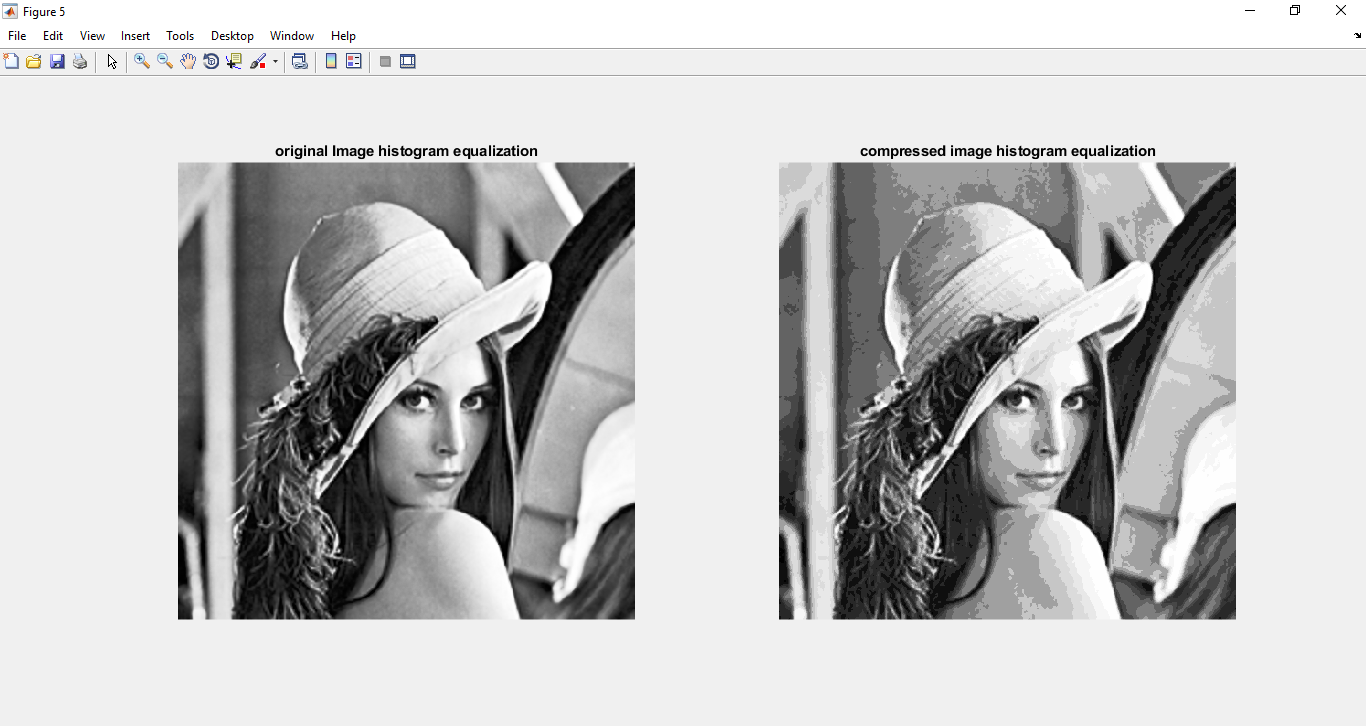 Figure 5
File Edit View Insert Tools Desktop Window Help
original Image histogram equalization
compressed image histogram equalization